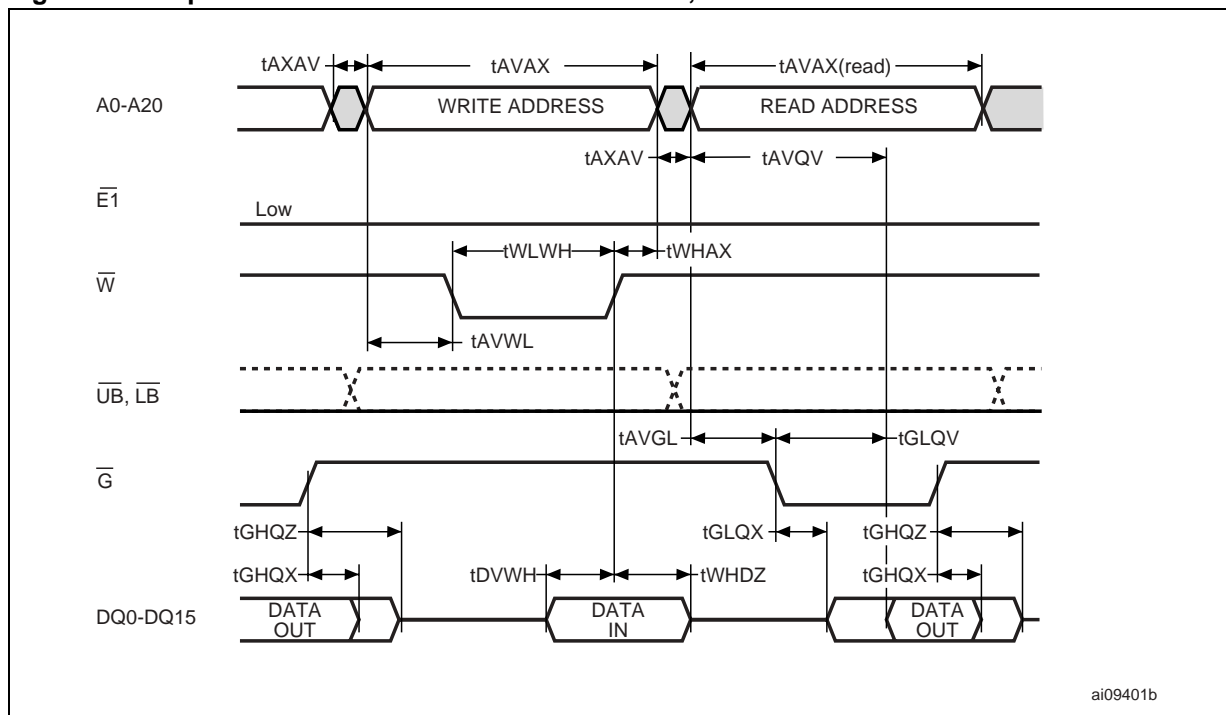 tAXAV tAVAX tAVAX(read)
A0-A20 WRITE ADDRESS READ ADDRESS
tAXAV tAVQV
E1
Low
tWLWH tWHAX
W
tAVWL
UB, LB
tAVGL tGLQV
G
tGHQZ tGLQX tGHQZ
tGHQX tDVWH tWHDZ tGHQX
DQ0-DQ15 DATA OUT DATA IN DATA OUT
ai09401b